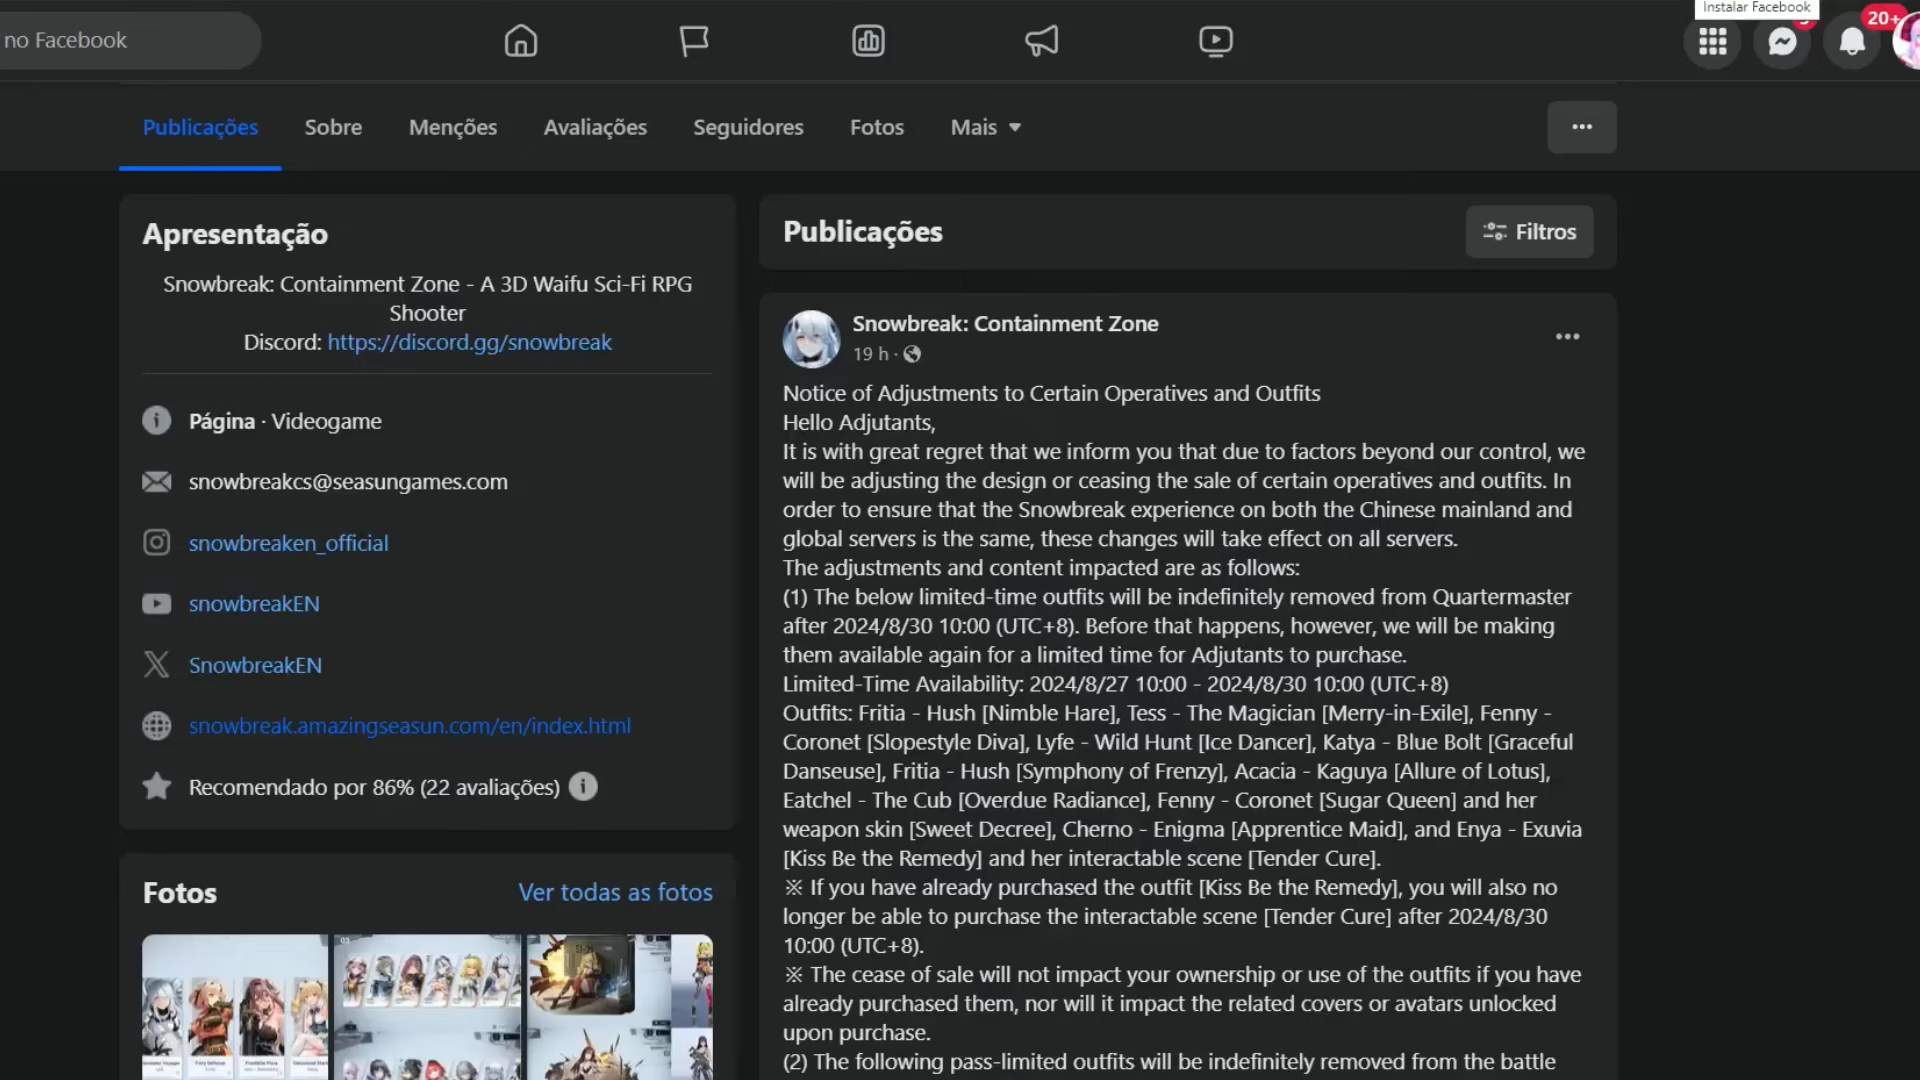 Instalar Facebook
no Facebook
20+
Publicações
Sobre
Menções
Avaliações
Seguidores
Fotos
Mais
Apresentação
Snowbreak: Containment Zone - A 3D Waifu Sci-Fi RPG
Shooter
Discord: https://discord.gg/snowbreak
Página · Videogame
snowbreakcs@seasungames.com
snowbreaken_official
snowbreakEN
SnowbreakEN
snowbreak.amazingseasun.com/en/index.html
Recomendado por 86% (22 avaliações)
Fotos
Ver todas as fotos
Publicações
Filtros
Snowbreak: Containment Zone
19 h ·
Notice of Adjustments to Certain Operatives and Outfits
Hello Adjutants,
It is with great regret that we inform you that due to factors beyond our control, we
will be adjusting the design or ceasing the sale of certain operatives and outfits. In
order to ensure that the Snowbreak experience on both the Chinese mainland and
global servers is the same, these changes will take effect on all servers.
The adjustments and content impacted are as follows:
(1) The below limited-time outfits will be indefinitely removed from Quartermaster
after 2024/8/30 10:00 (UTC+8). Before that happens, however, we will be making
them available again for a limited time for Adjutants to purchase.
Limited-Time Availability: 2024/8/27 10:00 - 2024/8/30 10:00 (UTC+8)
Outfits: Fritia - Hush [Nimble Hare], Tess - The Magician [Merry-in-Exile], Fenny -
Coronet [Slopestyle Diva], Lyfe - Wild Hunt [Ice Dancer], Katya - Blue Bolt [Graceful
Danseuse], Fritia - Hush [Symphony of Frenzy], Acacia - Kaguya [Allure of Lotus],
Eatchel - The Cub [Overdue Radiance], Fenny - Coronet [Sugar Queen] and her
weapon skin [Sweet Decree], Cherno - Enigma [Apprentice Maid], and Enya - Exuvia
[Kiss Be the Remedy] and her interactable scene [Tender Cure].
※ If you have already purchased the outfit [Kiss Be the Remedy], you will also no
longer be able to purchase the interactable scene [Tender Cure] after 2024/8/30
10:00 (UTC+8).
※ The cease of sale will not impact your ownership or use of the outfits if you have
already purchased them, nor will it impact the related covers or avatars unlocked
upon purchase.
(2) The following pass-limited outfits will be indefinitely removed from the battle